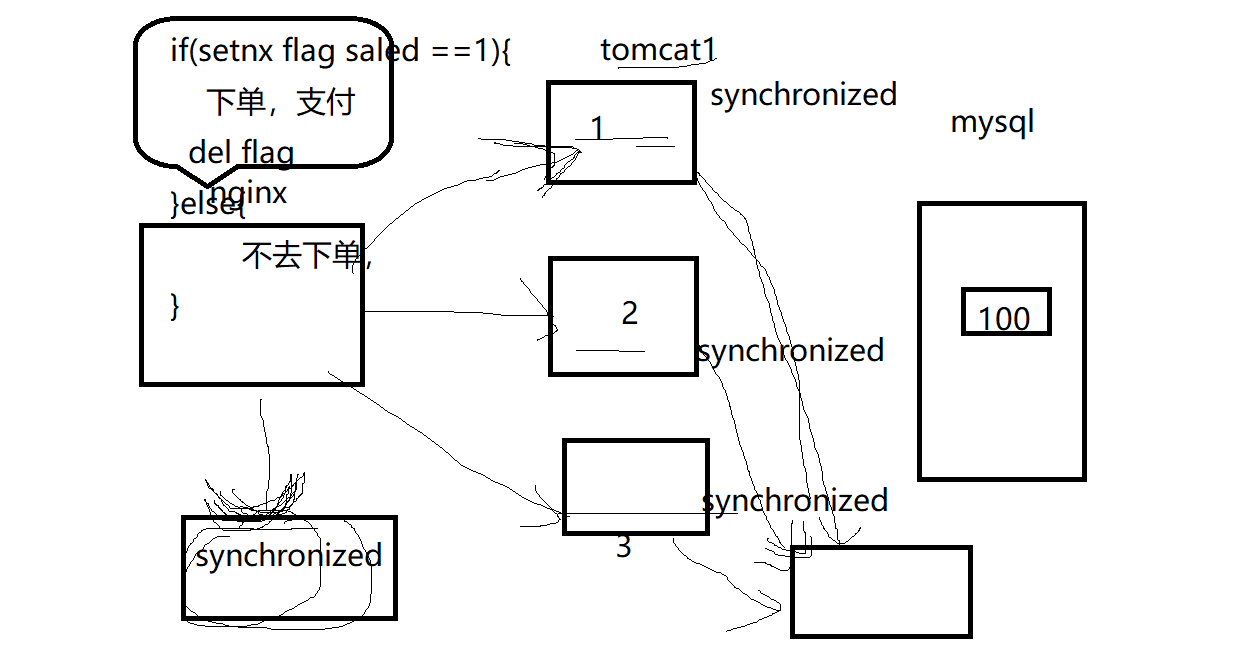 if(setnx flag saled ==1){
下单，支付
del flag
nginx
}else{
不去下单，
}
tomcat1
1
synchronized
mysql
100
2
synchronized
synchronized
3
synchronized